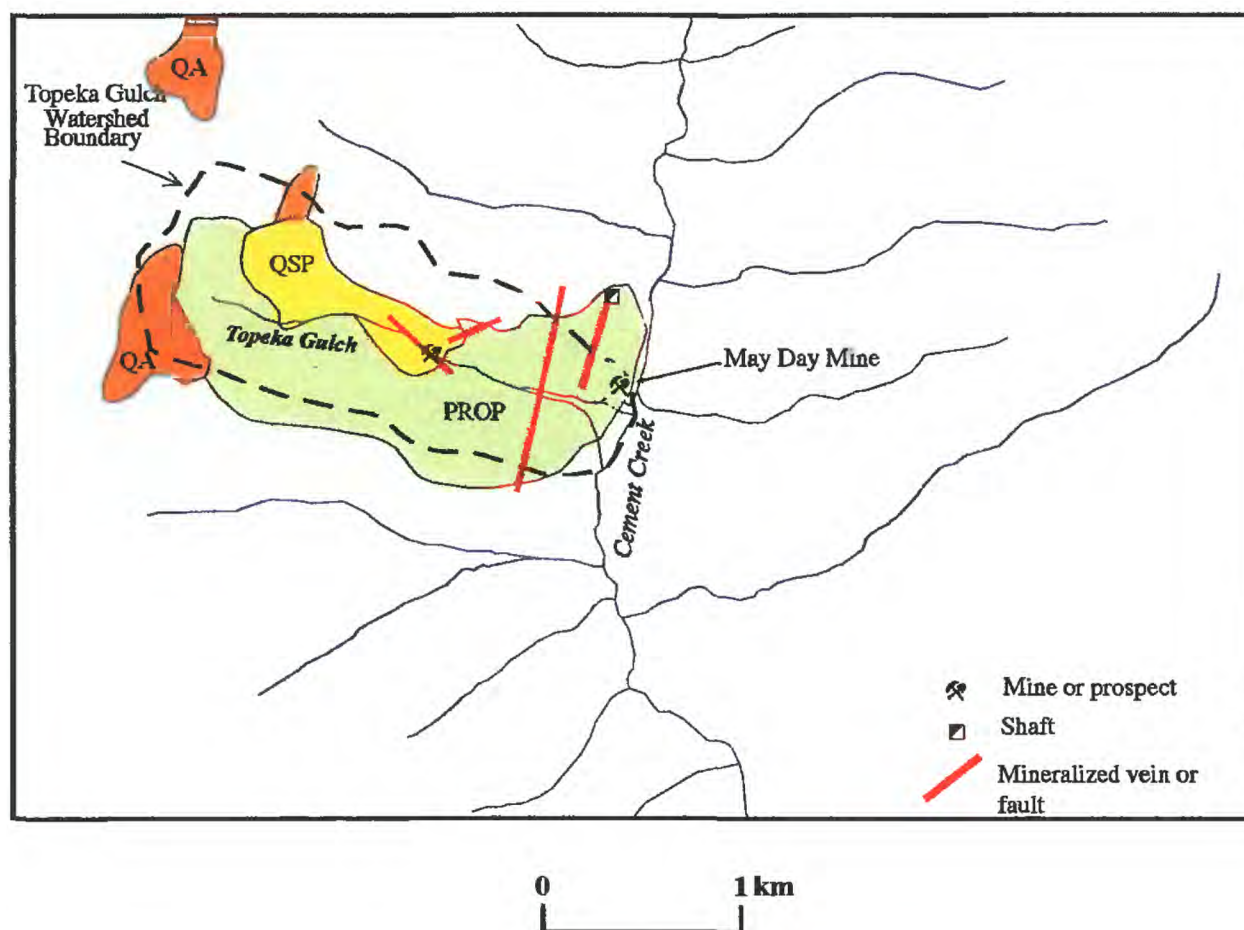 QA
Topeka Gulch
Watershed
Boundary
QSP
Topeka Gulch
QA
May Day Mine
PROP
Cement Creek
Mine or prospect
Shaft
Mineralized vein or
fault
0
1 km